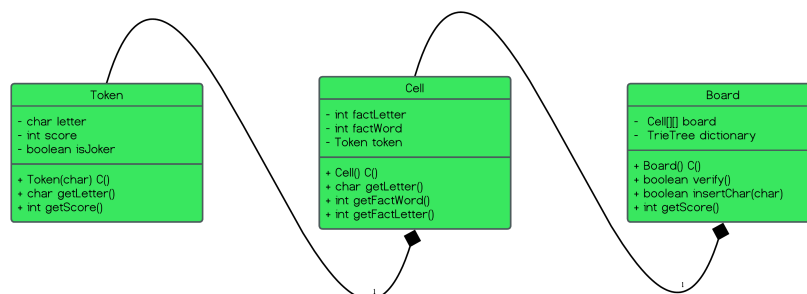 Token
- char letter
- int score
- boolean isJoker
+ Token(char) C()
+ char getLetter()
+ int getScore()
Cell
- int factLetter
- int factWord
- Token token
+ Cell() C()
+ char getLetter()
+ int getFactWord()
+ int getFactLetter()
Board
- Cell[][] board
- TrieTree dictionary
+ Board() C()
+ boolean verify()
+ boolean insertChar(char)
+ int getScore()
1
1